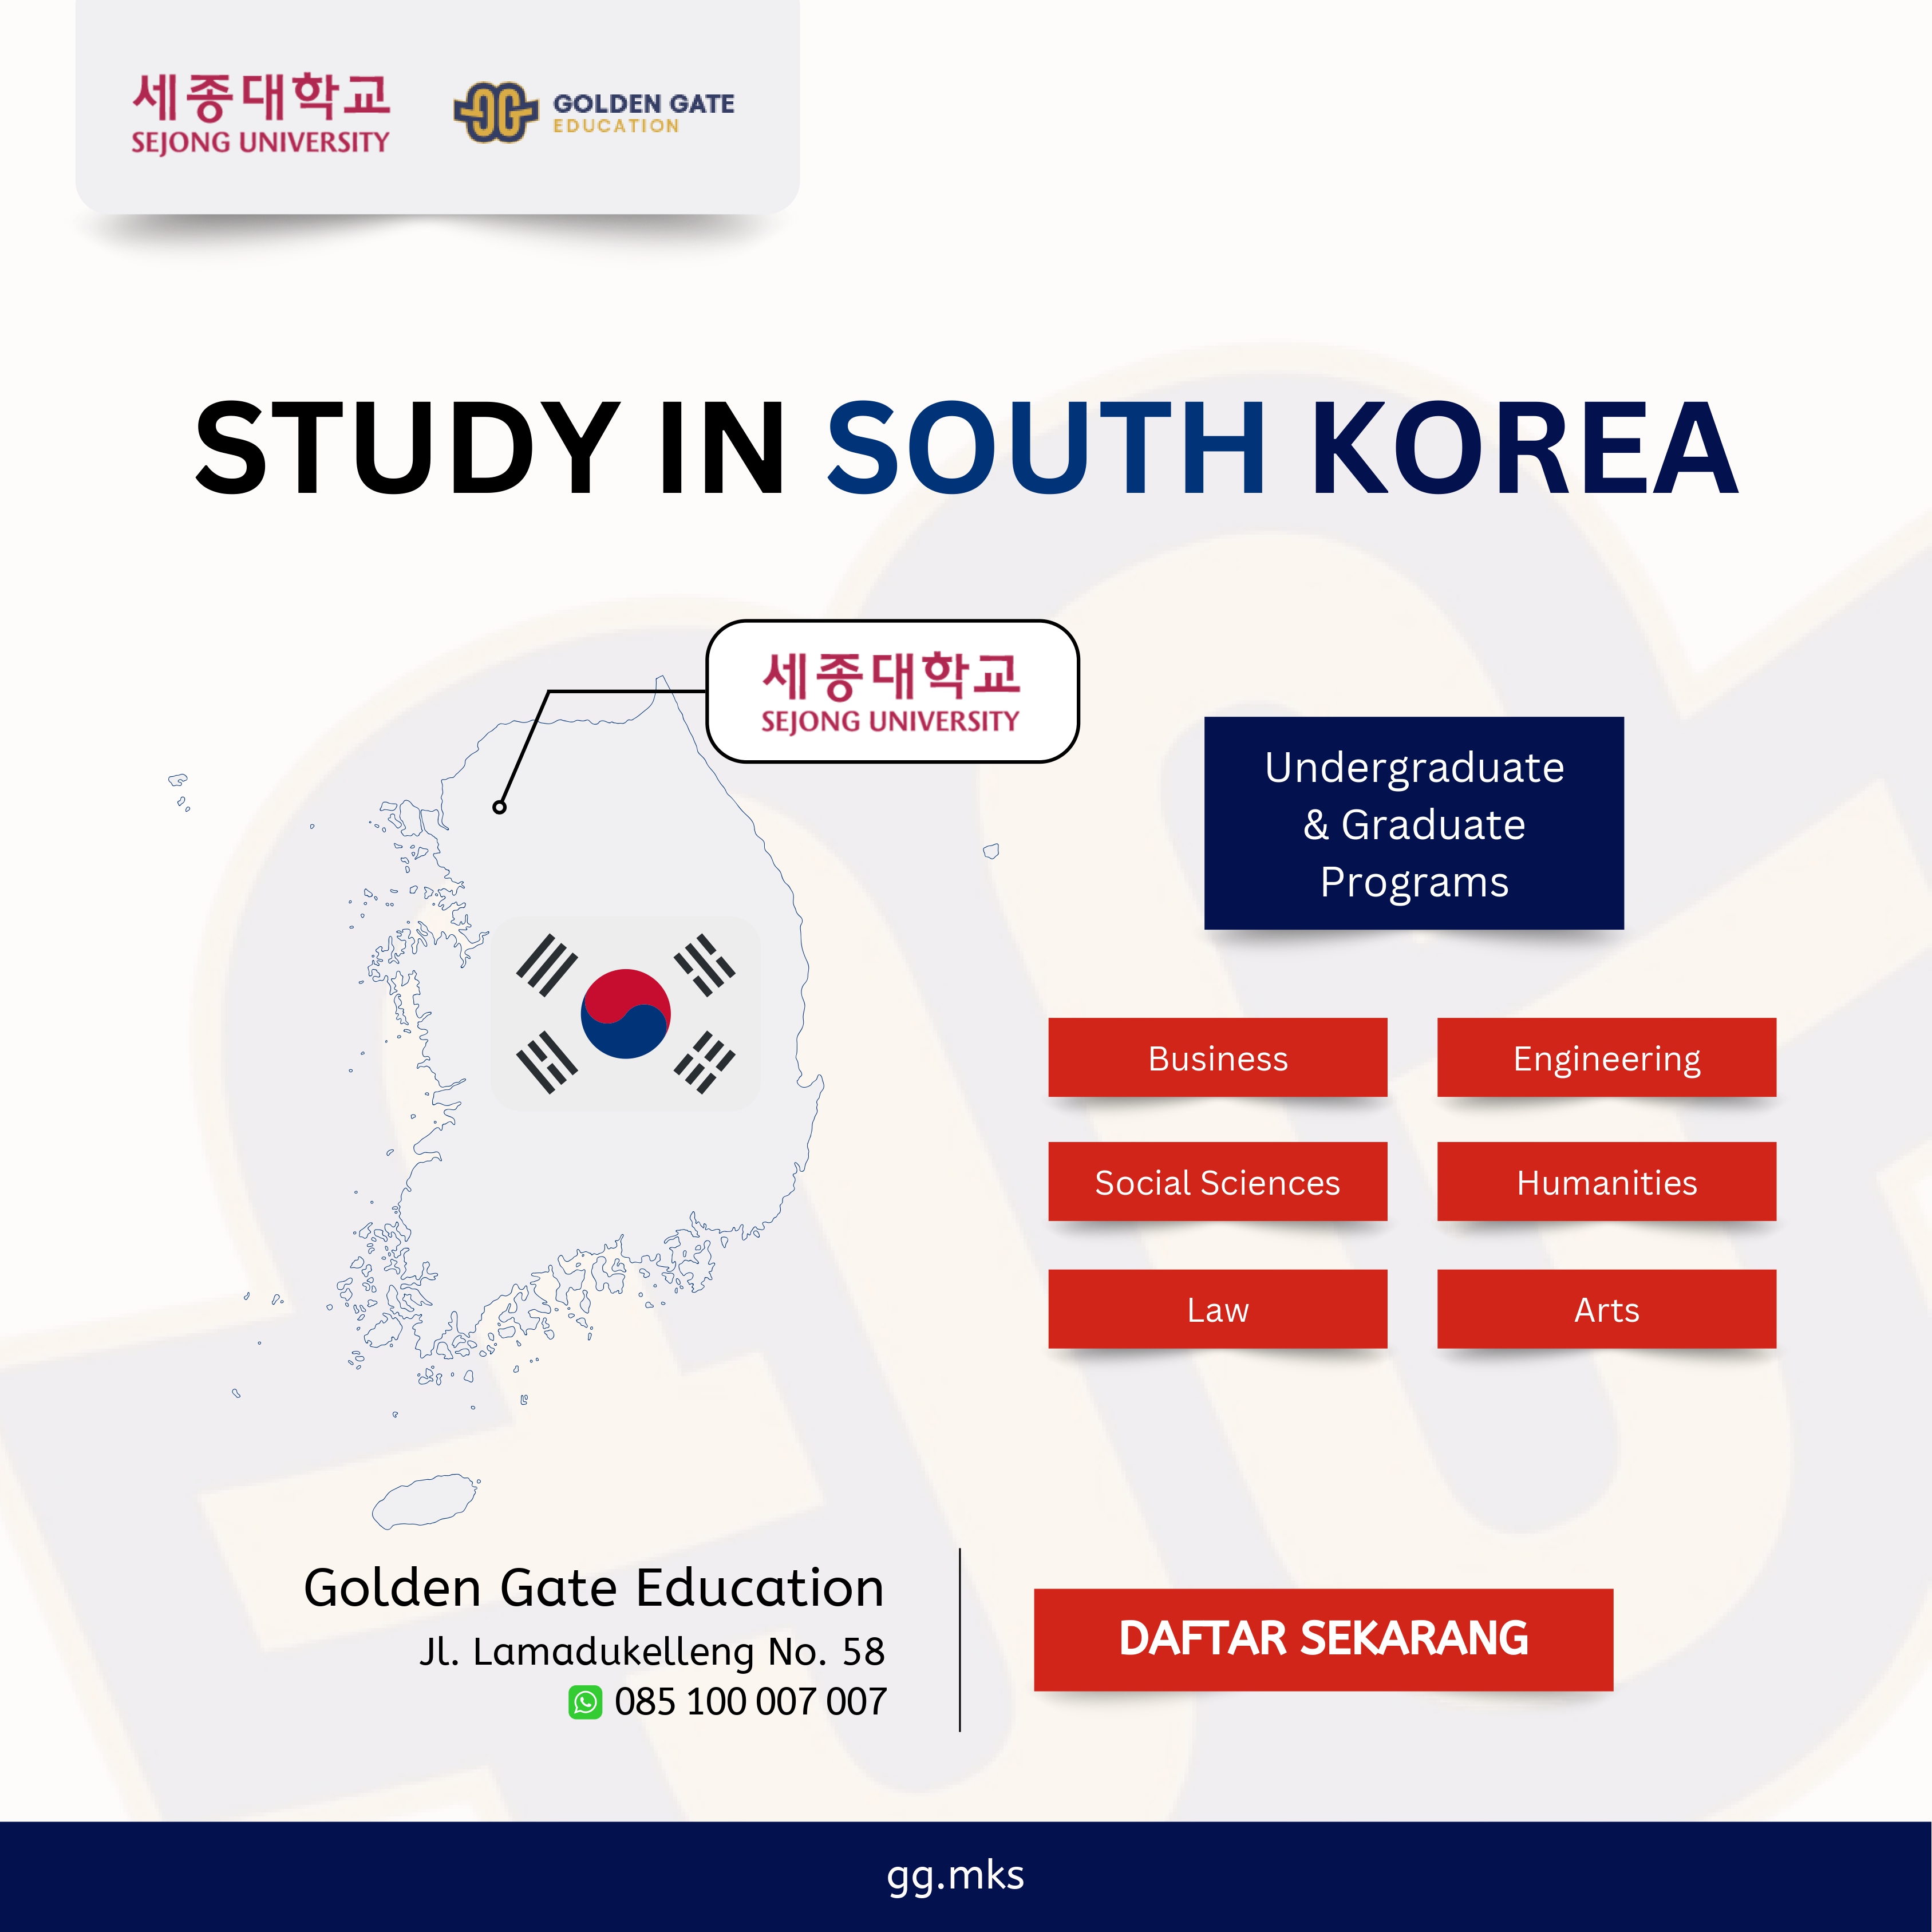 세종대학교
SEJONG UNIVERSITY
GOLDEN GATE
EDUCATION
STUDY IN SOUTH KOREA
세종대학교
SEJONG UNIVERSITY
Undergraduate
& Graduate
Programs
Business
Engineering
Social Sciences
Humanities
Law
Arts
Golden Gate Education
Jl. Lamadukelleng No. 58
085 100 007 007
DAFTAR SEKARANG
gg.mks